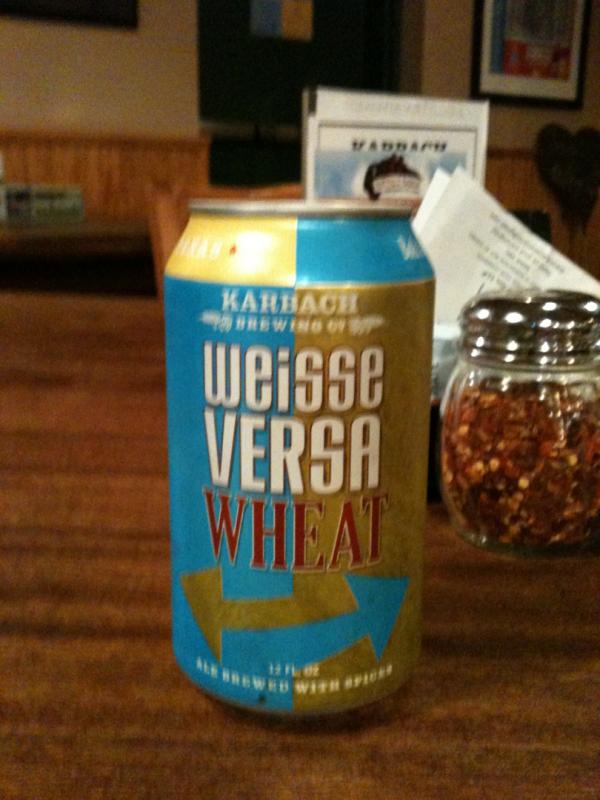 KARBACH
KARBACH
BREWING CO
weisse
VERSA
WHEAT
12 FL. OZ
ALE BREWED WITH SPICES